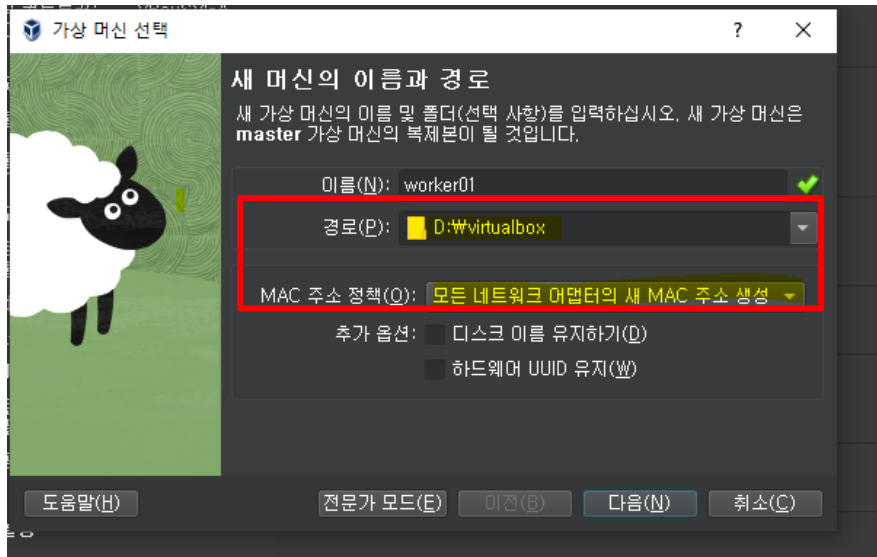 가상 머신 선택
?
새 머신의 이름과 경로
새 가상 머신의 이름 및 폴더(선택 사항)를 입력하십시오. 새 가상 머신은
master 가상 머신의 복제본이 될 것입니다.
이름(N): worker01
경로(P): D:₩virtualbox
MAC 주소 정책(O): 모든 네트워크 어댑터의 새 MAC 주소 생성
추가 옵션: 디스크 이름 유지하기(D)
하드웨어 UUID 유지(W)
도움말(H) 전문가 모드(E) 이전(B) 다음(N) 취소(C)